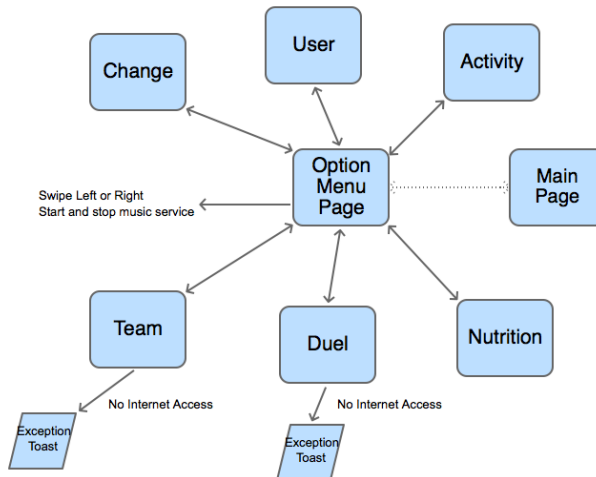 User
Change
Activity
Option
Menu
Page
Main
Page
Swipe Left or Right
Start and stop music service
Team
Duel
Nutrition
No Internet Access
No Internet Access
Exception
Toast
Exception
Toast